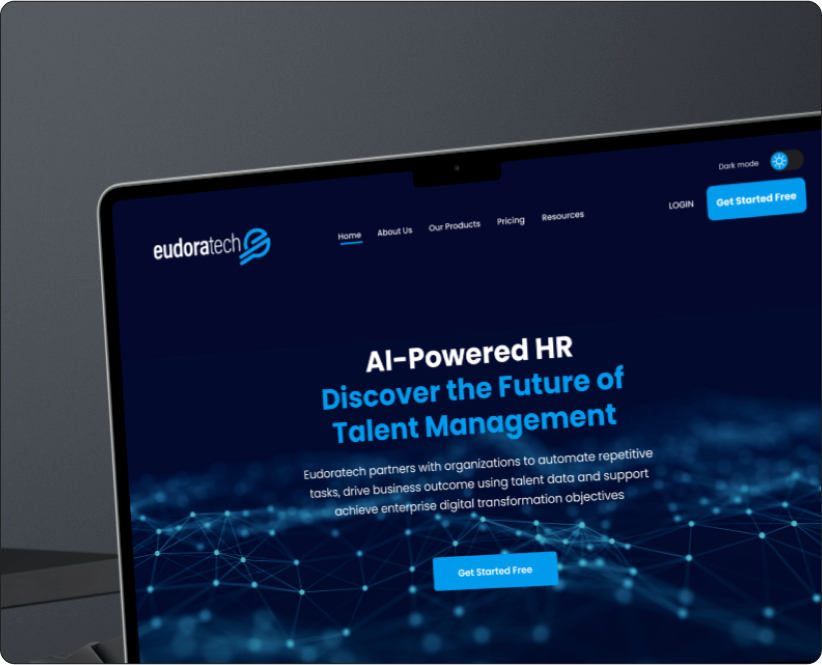 Dark mode
eudoratech
Home About Us Our Products Pricing Resources LOGIN Get Started Free
AI-Powered HR
Discover the Future of
Talent Management
Eudoratech partners with organizations to automate repetitive
tasks, drive business outcome using talent data and support
achieve enterprise digital transformation objectives
Get Started Free